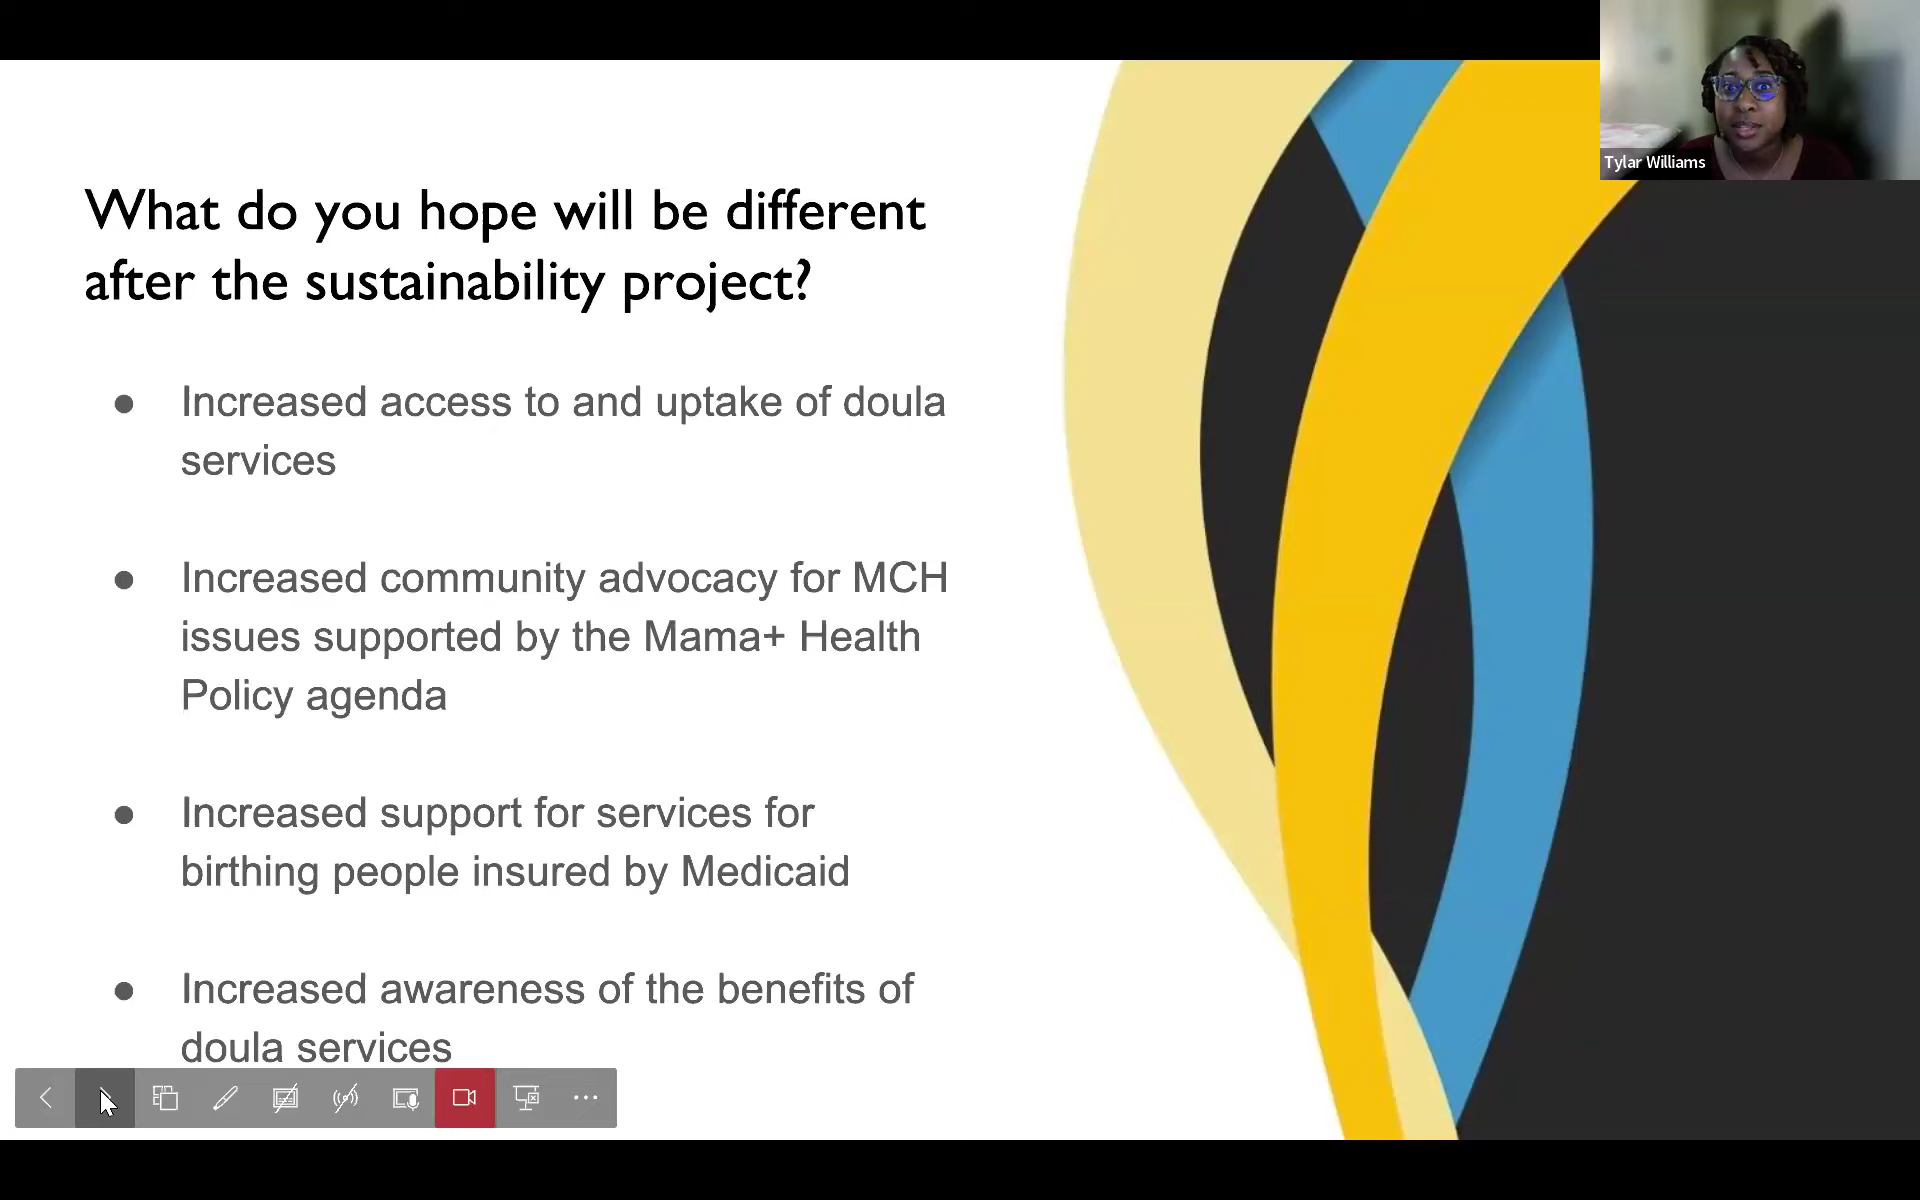 Tylar Williams
What do you hope will be different
after the sustainability project?
● Increased access to and uptake of doula
services
● Increased community advocacy for MCH
issues supported by the Mama+ Health
Policy agenda
● Increased support for services for
birthing people insured by Medicaid
● Increased awareness of the benefits of
doula services